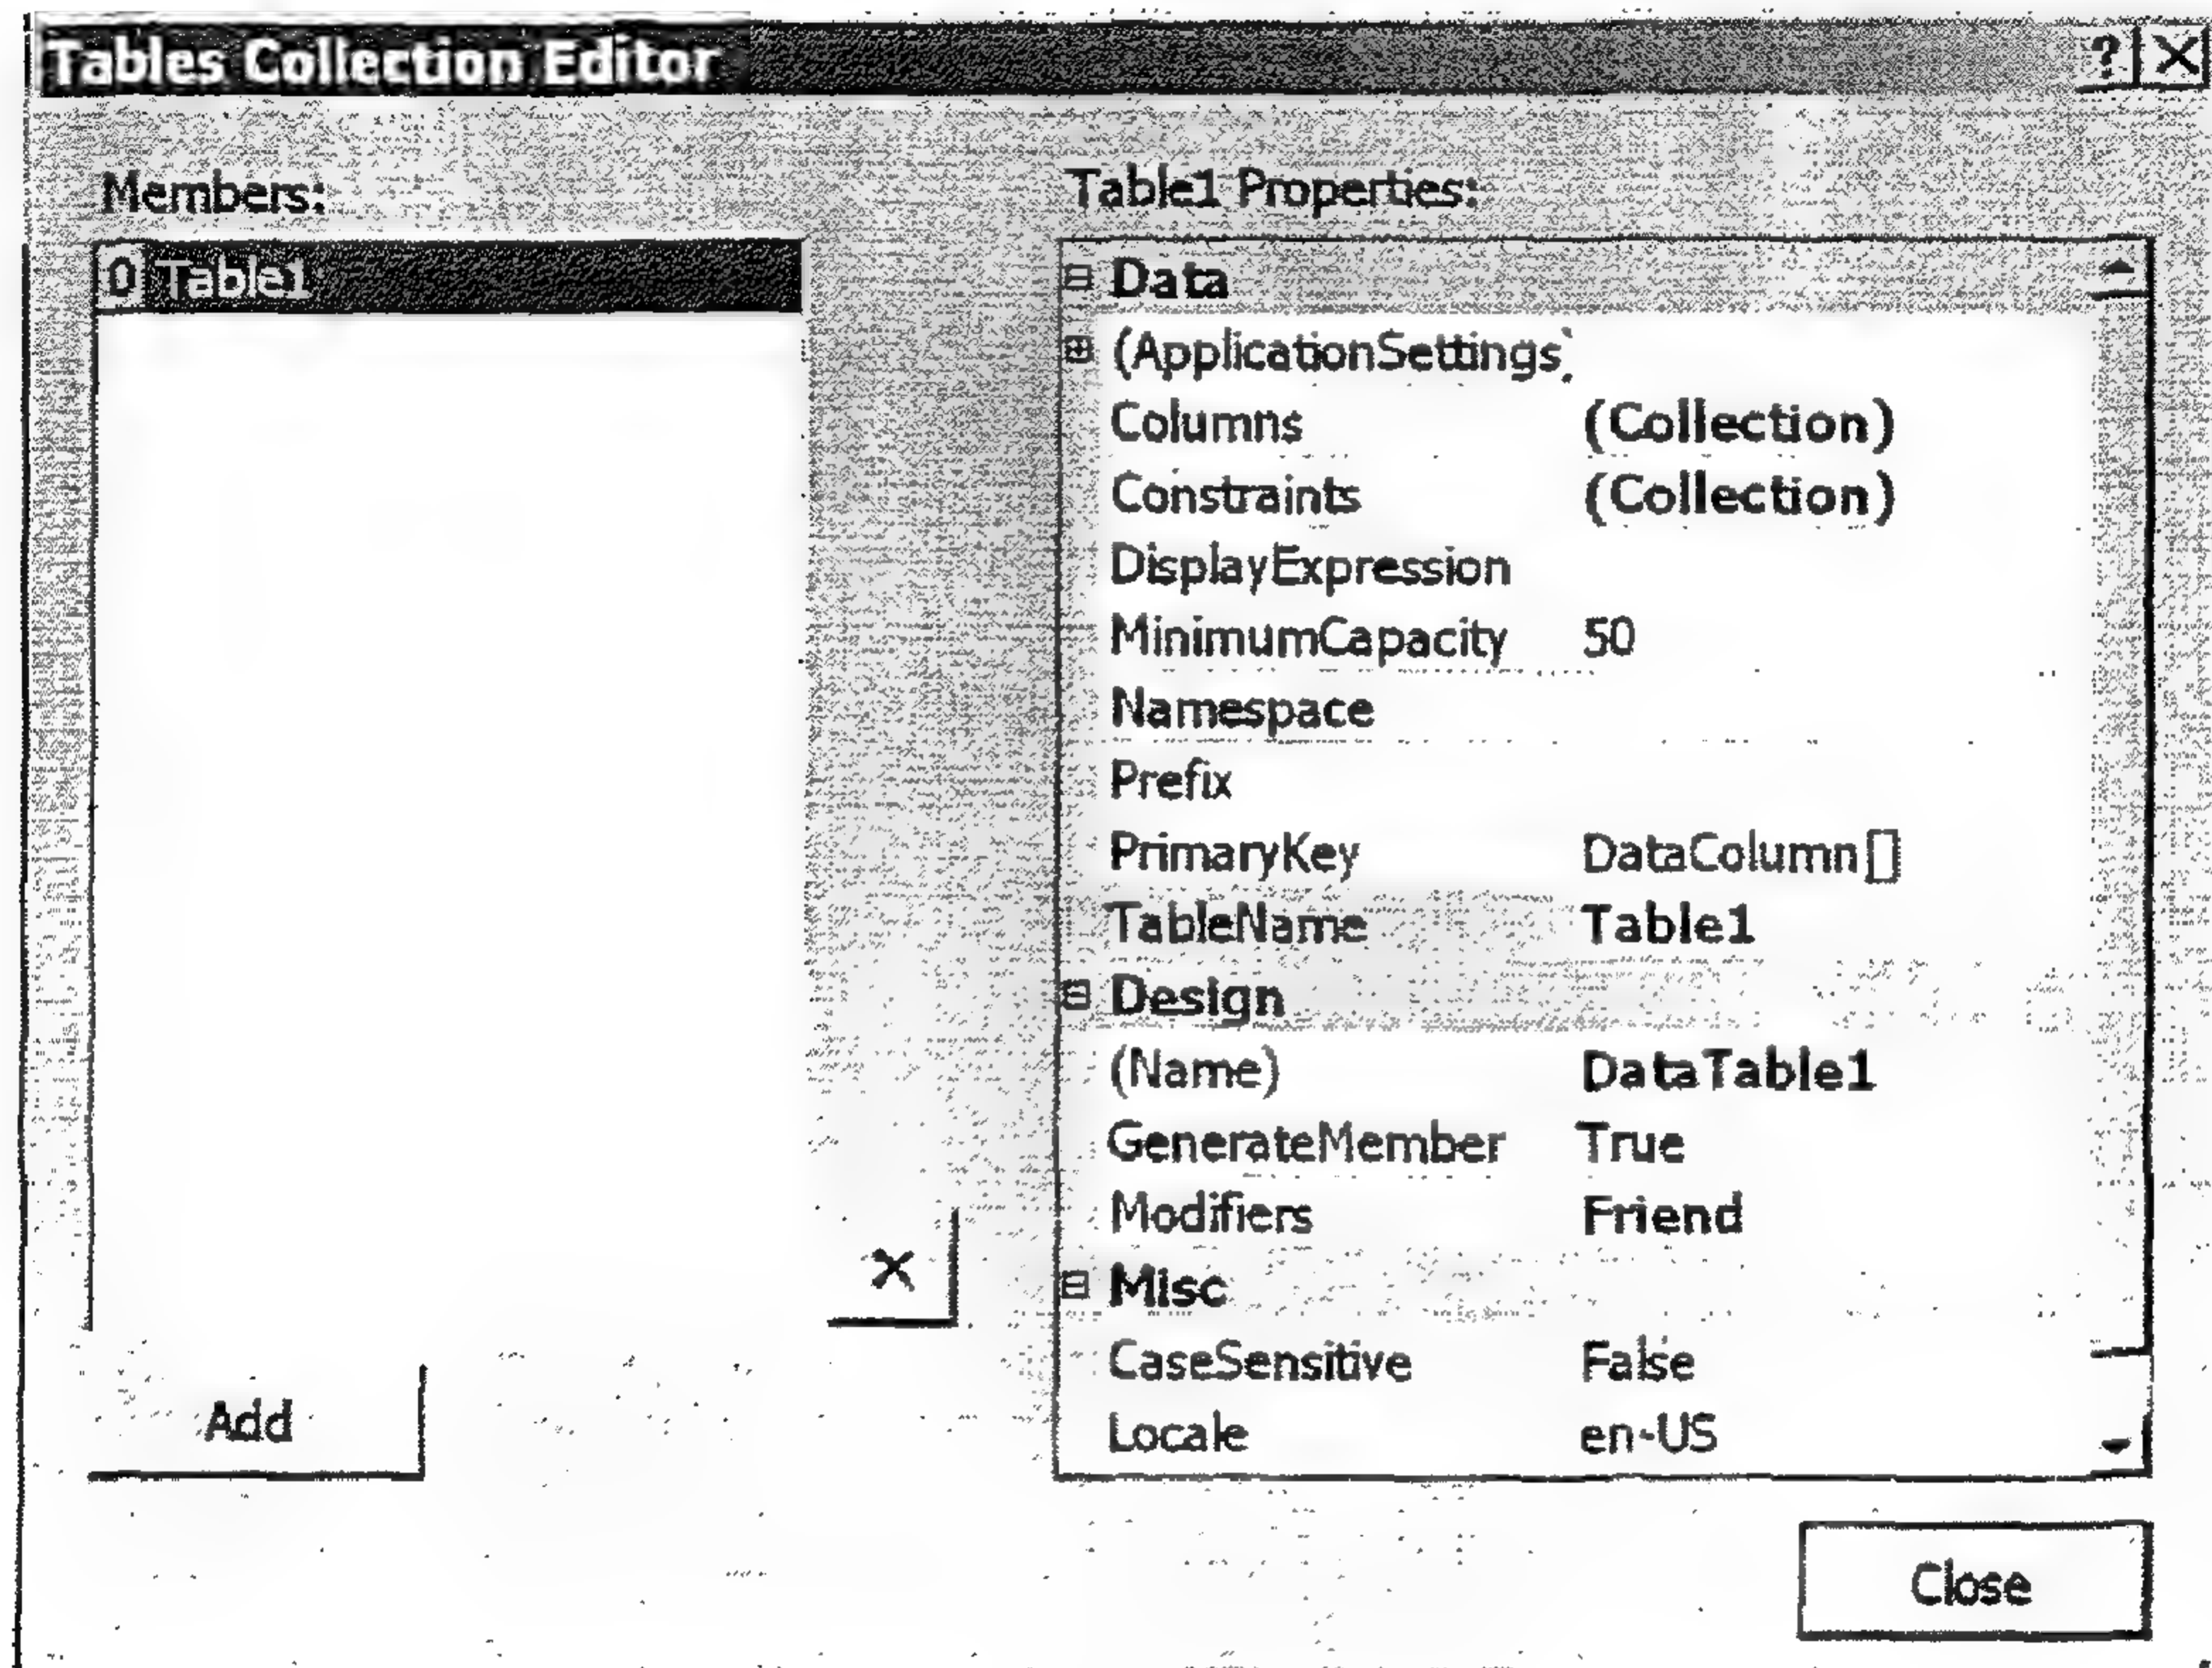 Tables Collection Editor
Members:
0 Table1
Add
Table1 Properties:
Data
(ApplicationSettings)
Columns (Collection)
Constraints (Collection)
DisplayExpression
MinimumCapacity 50
Namespace
Prefix
PrimaryKey DataColumn[]
TableName Table1
Design
(Name) DataTable1
GenerateMember True
Modifiers Friend
Misc
CaseSensitive False
Locale en-US
Close